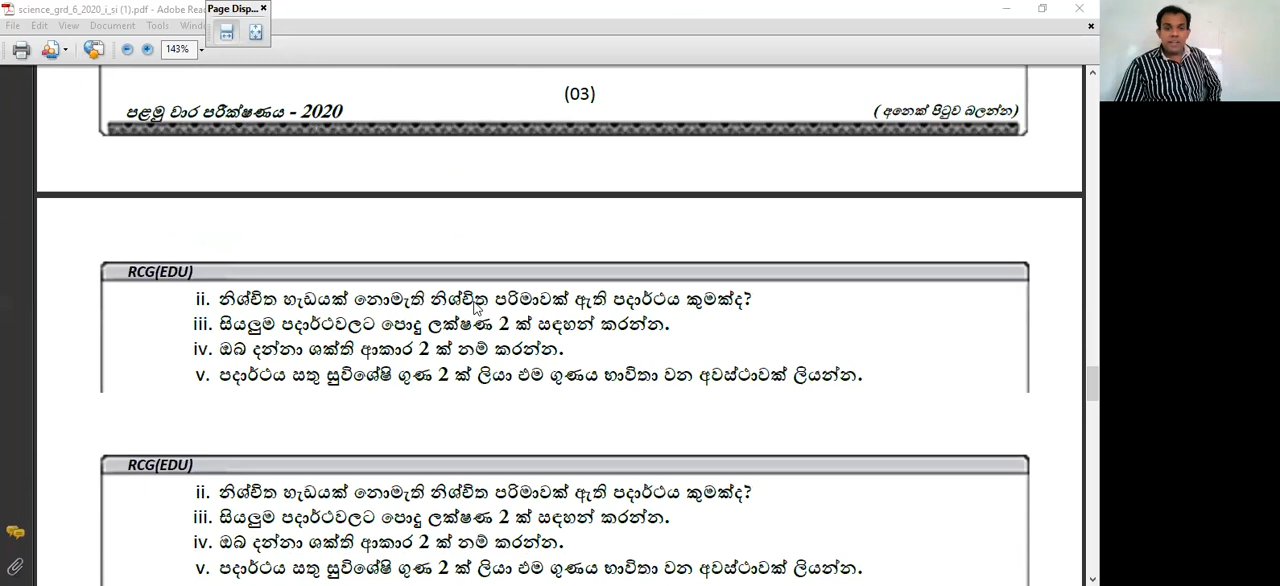 science_grd_6_2020_i_si (1).pdf - Adobe Rea
Page Disp...
File Edit View Document Tools Windo
143%
(03)
පළමු වාර පරීක්ෂණය - 2020
( අනෙක් පිටුව බලන්න)
RCG(EDU)
ii. නිශ්චිත හැඩයක් නොමැති නිශ්චිත පරිමාවක් ඇති පදාර්ථය කුමක්ද?
iii. සියලුම පදාර්ථවලට පොදු ලක්ෂණ 2 ක් සඳහන් කරන්න.
iv. ඔබ දන්නා ශක්ති ආකාර 2 ක් නම් කරන්න.
v. පදාර්ථය සතු සුවිශේෂි ගුණ 2 ක් ලියා එම ගුණය භාවිතා වන අවස්ථාවක් ලියන්න.
RCG(EDU)
ii. නිශ්චිත හැඩයක් නොමැති නිශ්චිත පරිමාවක් ඇති පදාර්ථය කුමක්ද?
iii. සියලුම පදාර්ථවලට පොදු ලක්ෂණ 2 ක් සඳහන් කරන්න.
iv. ඔබ දන්නා ශක්ති ආකාර 2 ක් නම් කරන්න.
v. පදාර්ථය සතු සුවිශේෂි ගුණ 2 ක් ලියා එම ගුණය භාවිතා වන අවස්ථාවක් ලියන්න.